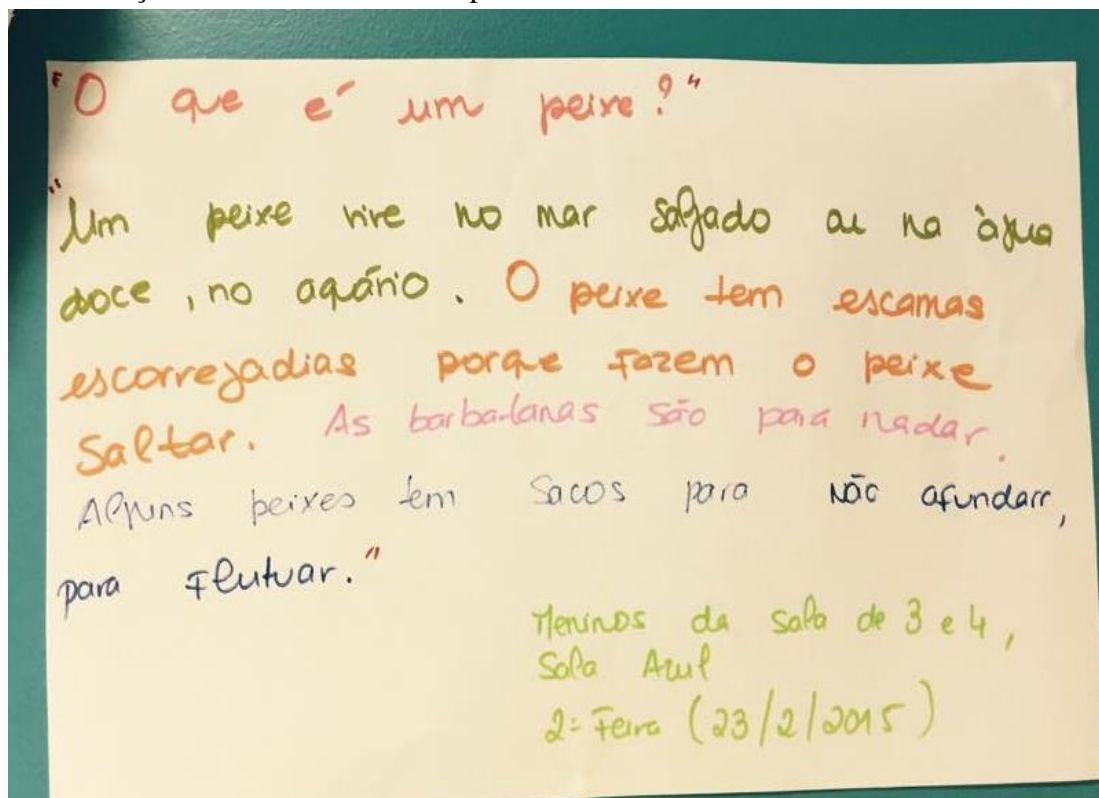 "O que é um peixe?"
"Um peixe vive no mar salgado ou na àgua
doce, no aquário. O peixe tem escamas
escorregadias porque fazem o peixe
saltar. As barbatanas são para nadar.
Alguns peixes tem sacos para não afundarr,
para flutuar."
Meninos da sala de 3 e 4,
Sala Azul
2ª Feira (23/2/2015)